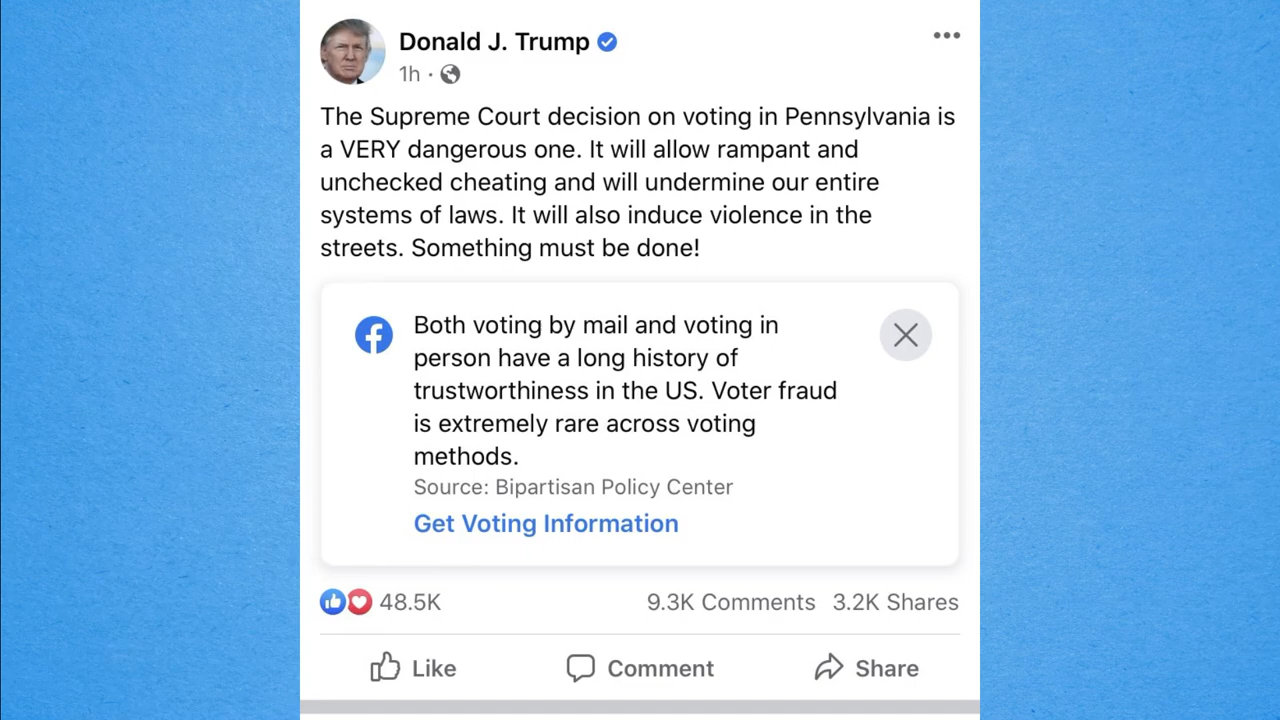 Donald J. Trump
1h ·
The Supreme Court decision on voting in Pennsylvania is
a VERY dangerous one. It will allow rampant and
unchecked cheating and will undermine our entire
systems of laws. It will also induce violence in the
streets. Something must be done!
Both voting by mail and voting in
person have a long history of
trustworthiness in the US. Voter fraud
is extremely rare across voting
methods.
Source: Bipartisan Policy Center
Get Voting Information
48.5K 9.3K Comments 3.2K Shares
Like Comment Share